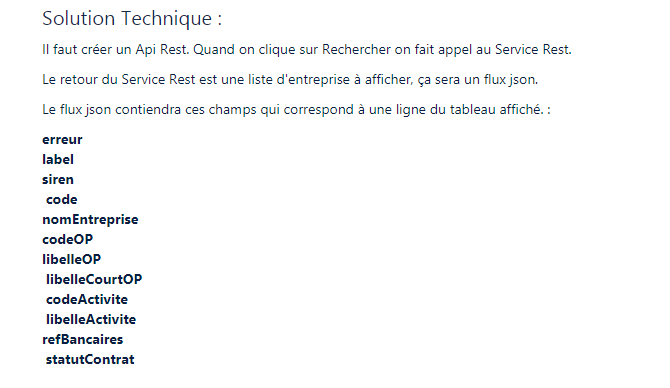 Solution Technique :
Il faut créer un Api Rest. Quand on clique sur Rechercher on fait appel au Service Rest.
Le retour du Service Rest est une liste d'entreprise à afficher, ça sera un flux json.
Le flux json contiendra ces champs qui correspond à une ligne du tableau affiché. :
erreur
label
siren
code
nomEntreprise
codeOP
libelleOP
libelleCourtOP
codeActivite
libelleActivite
refBancaires
statutContrat